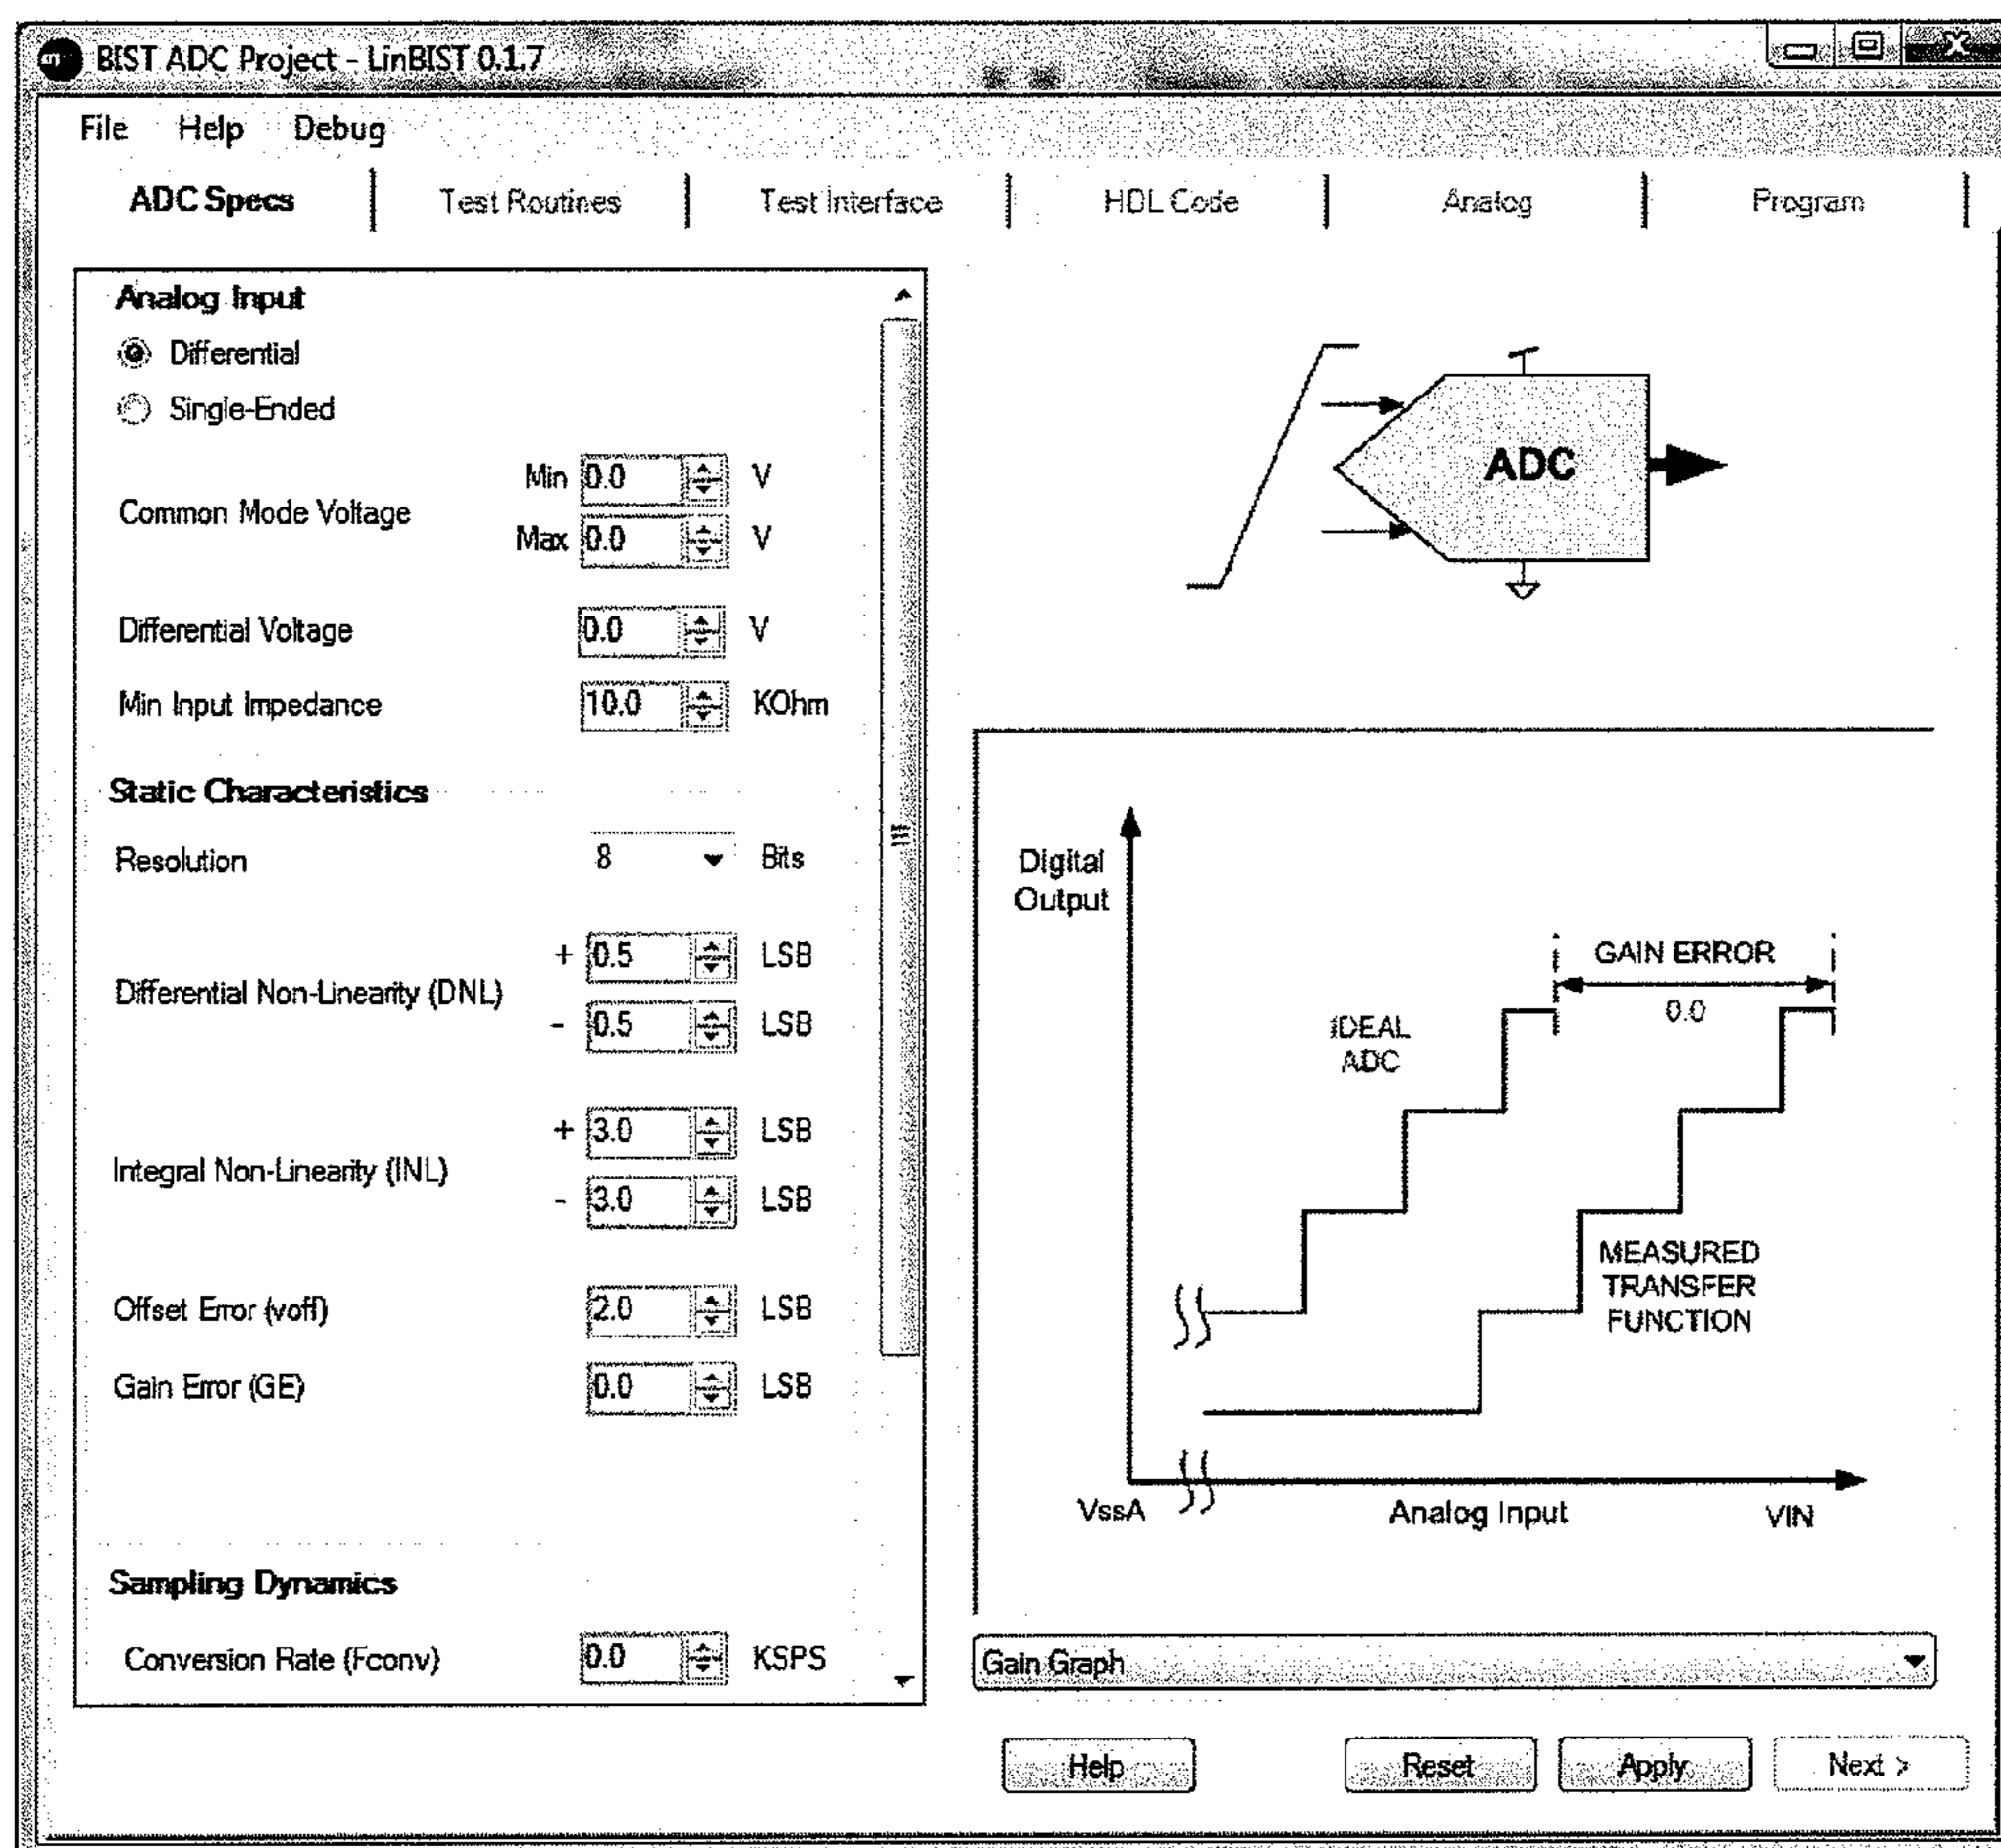 BIST ADC Project - LinBIST 0.1.7
File Help Debug
ADC Specs Test Routines Test Interface HDL Code Analog Program
Analog Input
Differential
Single-Ended
Common Mode Voltage
Min 0.0 V
Max 0.0 V
Differential Voltage 0.0 V
Min Input Impedance 10.0 KOhm
Static Characteristics
Resolution 8 Bits
Differential Non-Linearity (DNL)
+ 0.5 LSB
- 0.5 LSB
Integral Non-Linearity (INL)
+ 3.0 LSB
- 3.0 LSB
Offset Error (voff) 2.0 LSB
Gain Error (GE) 0.0 LSB
Sampling Dynamics
Conversion Rate (Fconv) 0.0 KSPS
ADC
Digital
Output
GAIN ERROR
0.0
IDEAL
ADC
MEASURED
TRANSFER
FUNCTION
VssA Analog Input VIN
Gain Graph
Help Reset Apply Next >